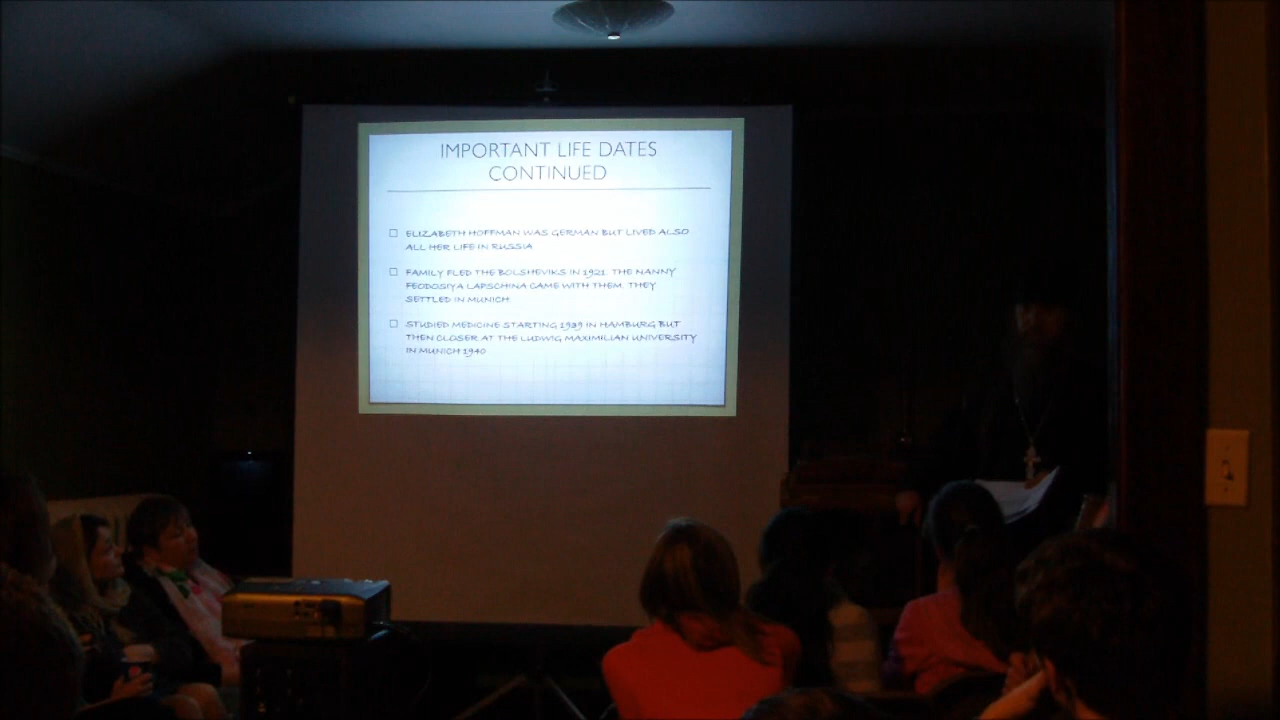 IMPORTANT LIFE DATES
CONTINUED
ELIZABETH HOFFMAN WAS GERMAN BUT LIVED ALSO
ALL HER LIFE IN RUSSIA
FAMILY FLED THE BOLSHEVIKS IN 1921. THE NANNY
FEODOSIYA LAPSCHINA CAME WITH THEM. THEY
SETTLED IN MUNICH
STUDIED MEDICINE STARTING 1939 IN HAMBURG BUT
THEN CLOSER AT THE LUDWIG MAXIMILIAN UNIVERSITY
IN MUNICH 1940